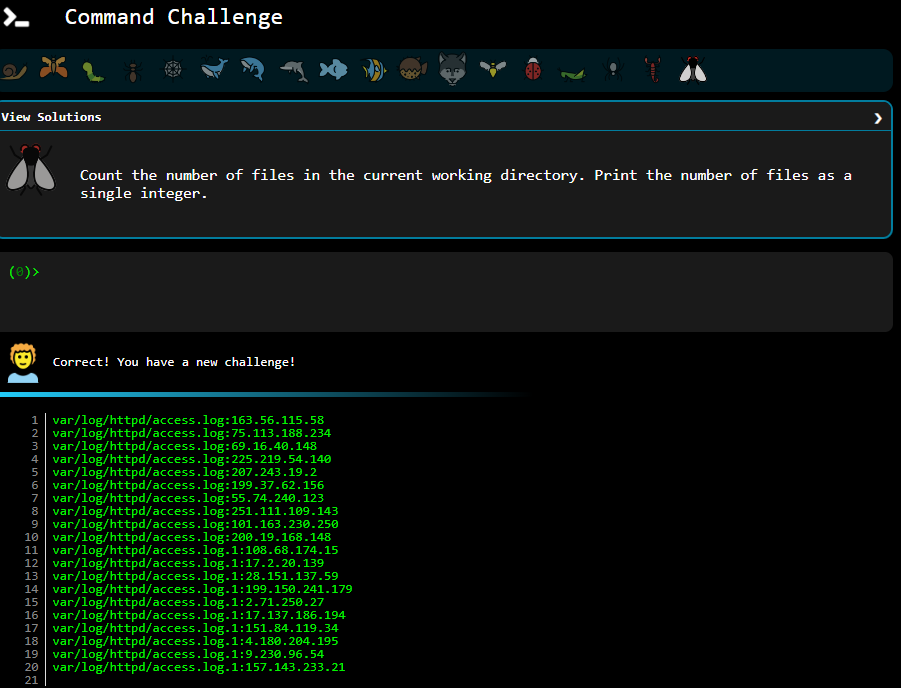 Command Challenge
View Solutions
Count the number of files in the current working directory. Print the number of files as a
single integer.
(0)>
Correct! You have a new challenge!
1 var/log/httpd/access.log:163.56.115.58
2 var/log/httpd/access.log:75.113.188.234
3 var/log/httpd/access.log:69.16.40.148
4 var/log/httpd/access.log:225.219.54.140
5 var/log/httpd/access.log:207.243.19.2
6 var/log/httpd/access.log:199.37.62.156
7 var/log/httpd/access.log:55.74.240.123
8 var/log/httpd/access.log:251.111.109.143
9 var/log/httpd/access.log:101.163.230.250
10 var/log/httpd/access.log:200.19.168.148
11 var/log/httpd/access.log.1:108.68.174.15
12 var/log/httpd/access.log.1:17.2.20.139
13 var/log/httpd/access.log.1:28.151.137.59
14 var/log/httpd/access.log.1:199.150.241.179
15 var/log/httpd/access.log.1:2.71.250.27
16 var/log/httpd/access.log.1:17.137.186.194
17 var/log/httpd/access.log.1:151.84.119.34
18 var/log/httpd/access.log.1:4.180.204.195
19 var/log/httpd/access.log.1:9.230.96.54
20 var/log/httpd/access.log.1:157.143.233.21
21